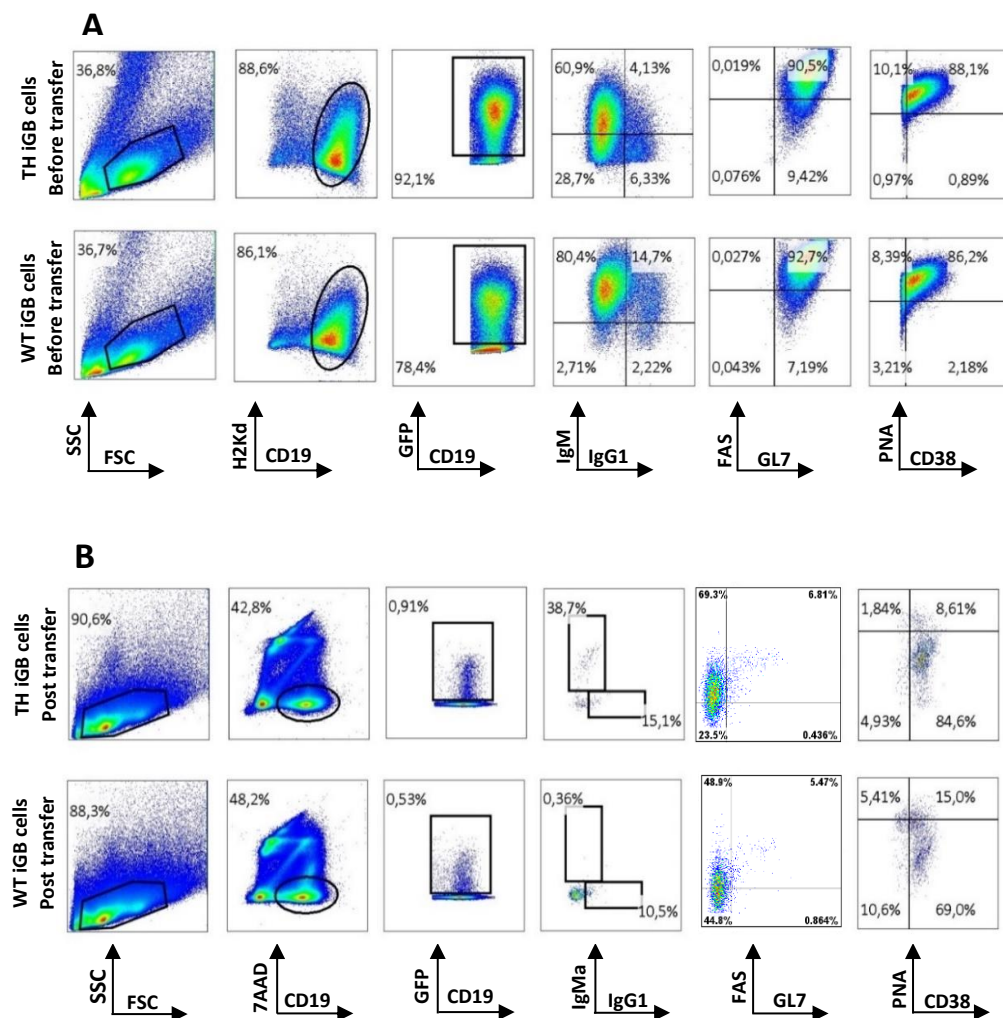 A
TH iGB cells
Before transfer
36,8%
88,6%
92,1%
60,9% 4,13%
28,7% 6,33%
0,019% 90,5%
0,076% 9,42%
10,1% 88,1%
0,97% 0,89%
WT iGB cells
Before transfer
36,7%
86,1%
78,4%
80,4% 14,7%
2,71% 2,22%
0,027% 92,7%
0,043% 7,19%
8,39% 86,2%
3,21% 2,18%
SSC
FSC
H2Kd
CD19
GFP
CD19
IgM
IgG1
FAS
GL7
PNA
CD38
B
TH iGB cells
Post transfer
90,6%
42,8%
0,91%
38,7%
15,1%
69.3% 6.81%
23.5% 0.436%
1,84% 8,61%
4,93% 84,6%
WT iGB cells
Post transfer
88,3%
48,2%
0,53%
0,36%
10,5%
48.9% 5.47%
44.8% 0.864%
5,41% 15,0%
10,6% 69,0%
SSC
FSC
7AAD
CD19
GFP
CD19
IgMa
IgG1
FAS
GL7
PNA
CD38